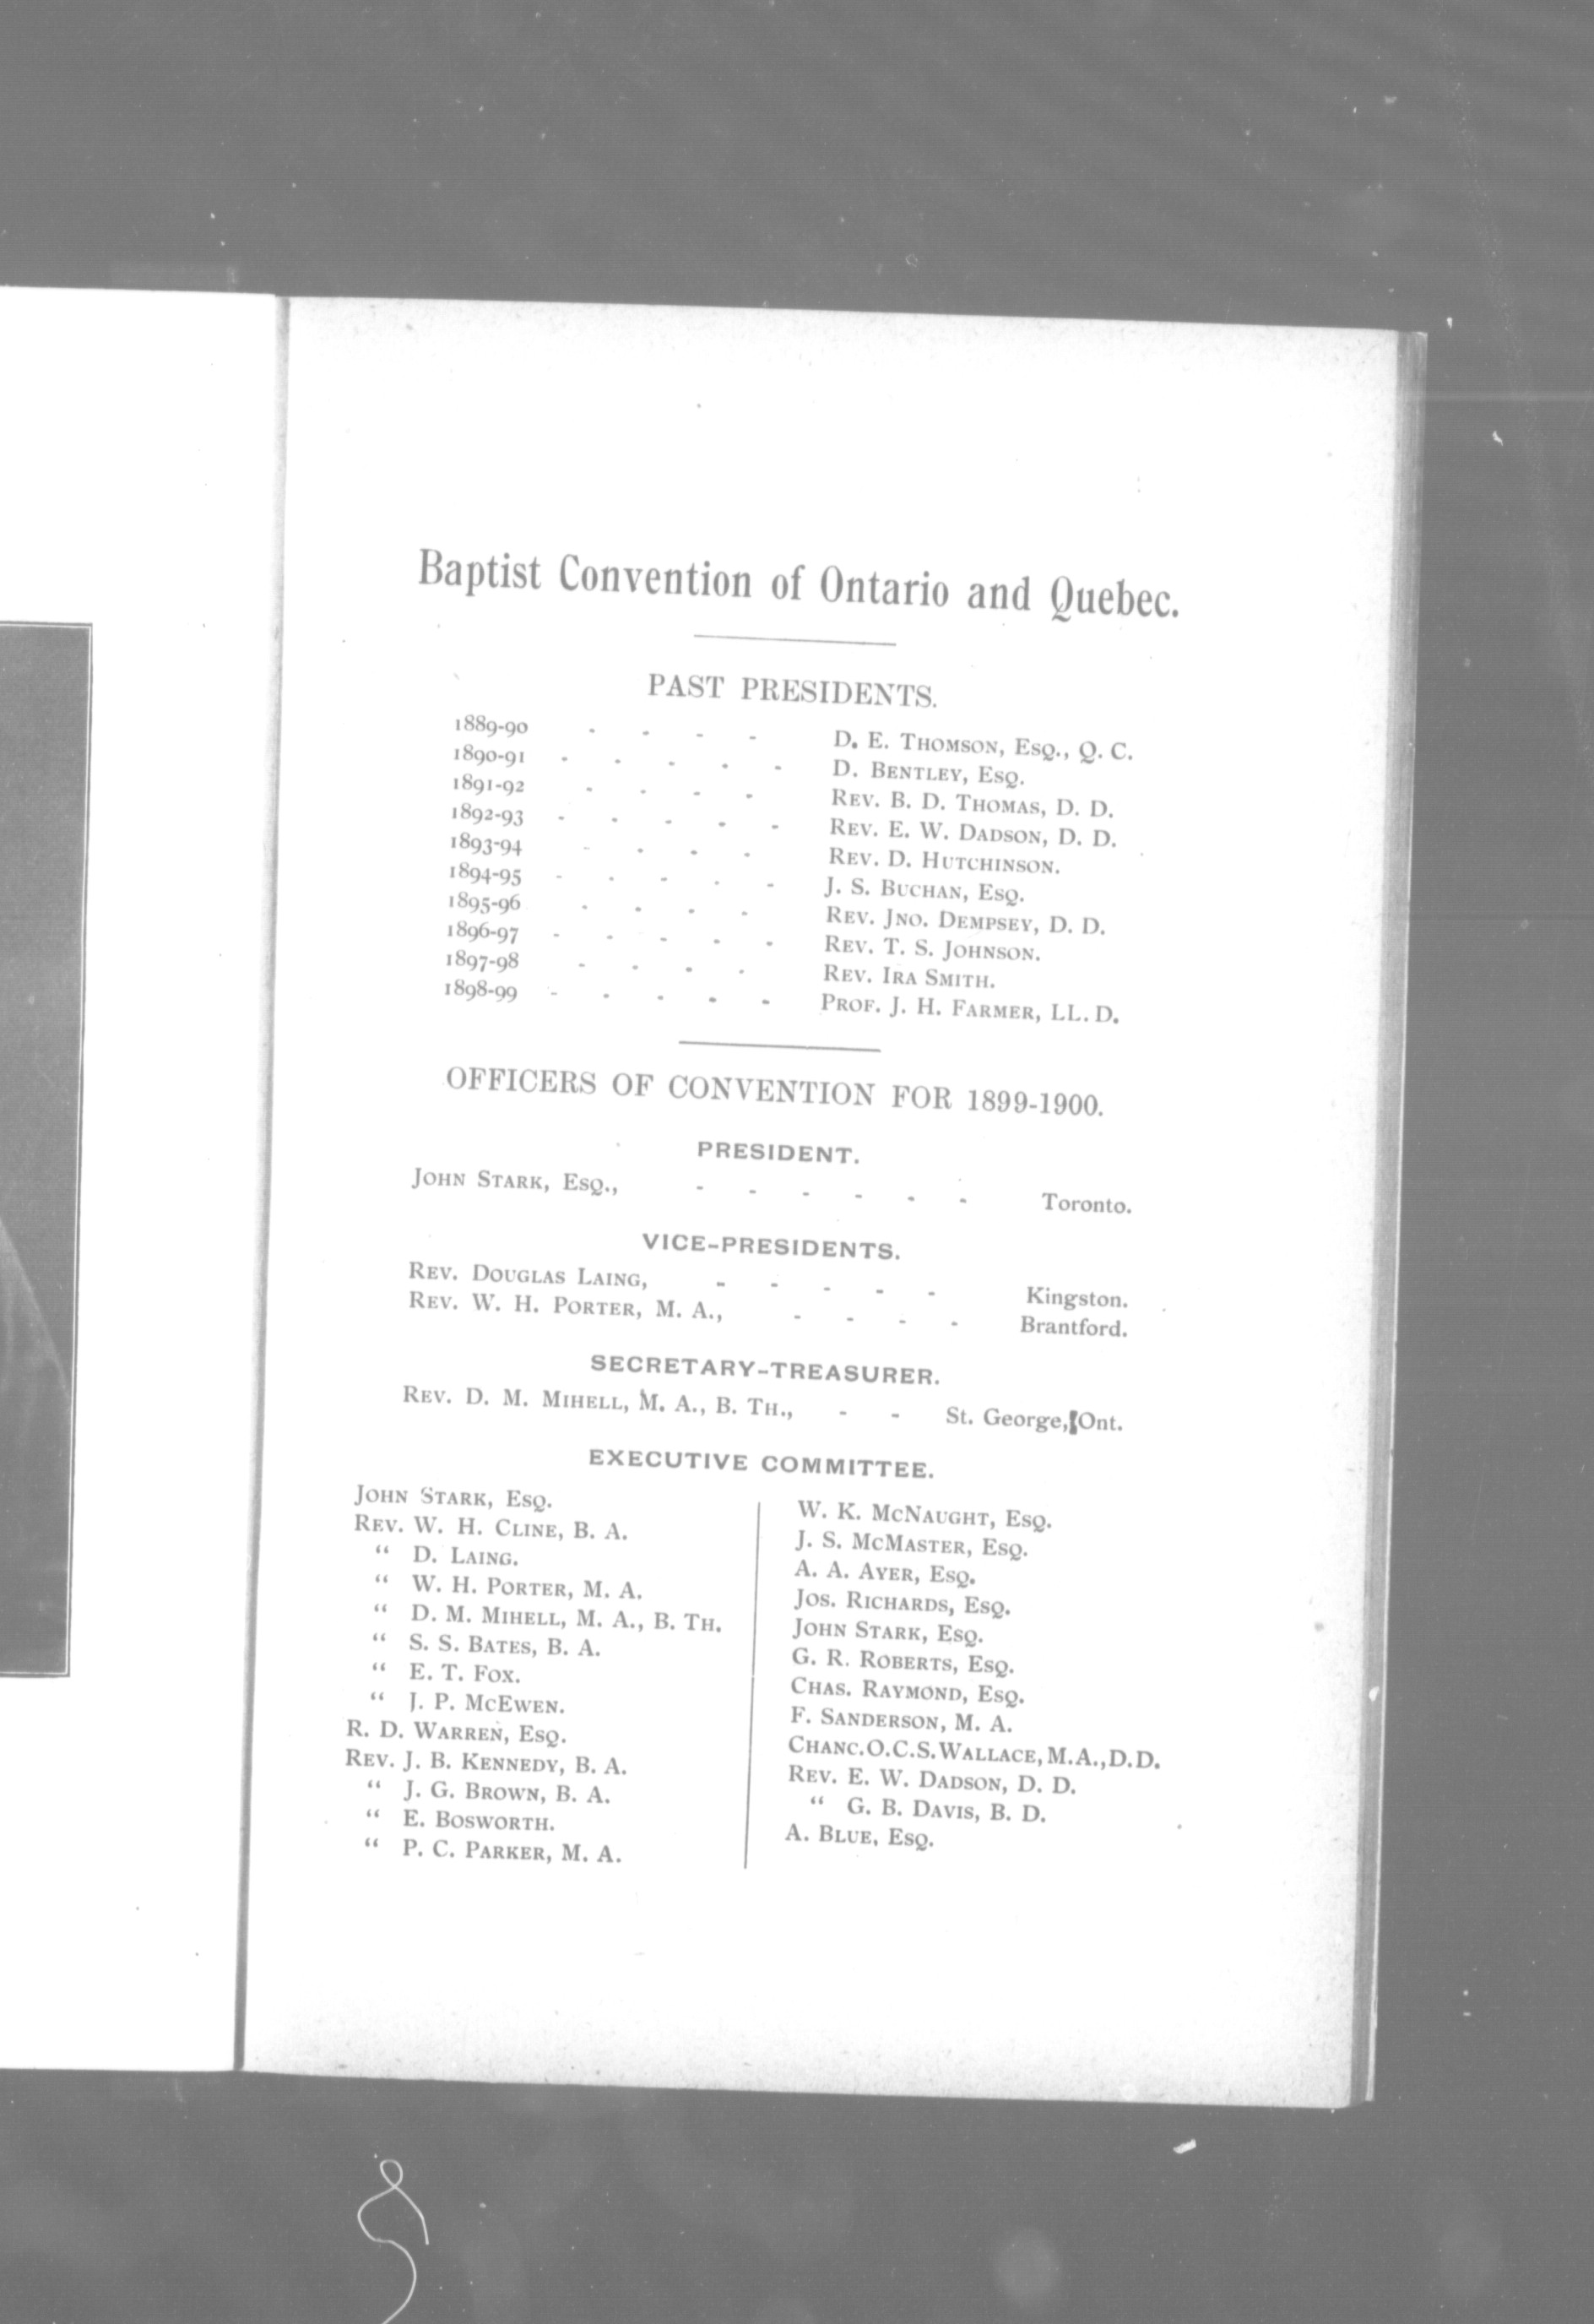 Baptist Convention of Ontario and Quebec.
PAST PRESIDENTS.
1889-90 - - - - D. E. THOMSON, ESQ., Q. C.
1890-91 - - - - - D. BENTLEY, ESQ.
1891-92 - - - - REV. B. D. THOMAS, D. D.
1892-93 - - - - - REV. E. W. DADSON, D. D.
1893-94 - - - - REV. D. HUTCHINSON.
1894-95 - - - - - J. S. BUCHAN, ESQ.
1895-96 - - - - REV. JNO. DEMPSEY, D. D.
1896-97 - - - - - REV. T. S. JOHNSON.
1897-98 - - - - REV. IRA SMITH.
1898-99 - - - - - PROF. J. H. FARMER, LL. D.
OFFICERS OF CONVENTION FOR 1899-1900.
PRESIDENT.
JOHN STARK, ESQ., - - - - - - Toronto.
VICE-PRESIDENTS.
REV. DOUGLAS LAING, - - - - - Kingston.
REV. W. H. PORTER, M. A., - - - - Brantford.
SECRETARY-TREASURER.
REV. D. M. MIHELL, M. A., B. TH., - - St. George, Ont.
EXECUTIVE COMMITTEE.
JOHN STARK, ESQ.
REV. W. H. CLINE, B. A.
“ D. LAING.
“ W. H. PORTER, M. A.
“ D. M. MIHELL, M. A., B. TH.
“ S. S. BATES, B. A.
“ E. T. FOX.
“ J. P. MCEWEN.
R. D. WARREN, ESQ.
REV. J. B. KENNEDY, B. A.
“ J. G. BROWN, B. A.
“ E. BOSWORTH.
“ P. C. PARKER, M. A.
W. K. MCNAUGHT, ESQ.
J. S. MCMASTER, ESQ.
A. A. AYER, ESQ.
JOS. RICHARDS, ESQ.
JOHN STARK, ESQ.
G. R. ROBERTS, ESQ.
CHAS. RAYMOND, ESQ.
F. SANDERSON, M. A.
CHANC. O. C. S. WALLACE, M. A., D. D.
REV. E. W. DADSON, D. D.
“ G. B. DAVIS, B. D.
A. BLUE, ESQ.